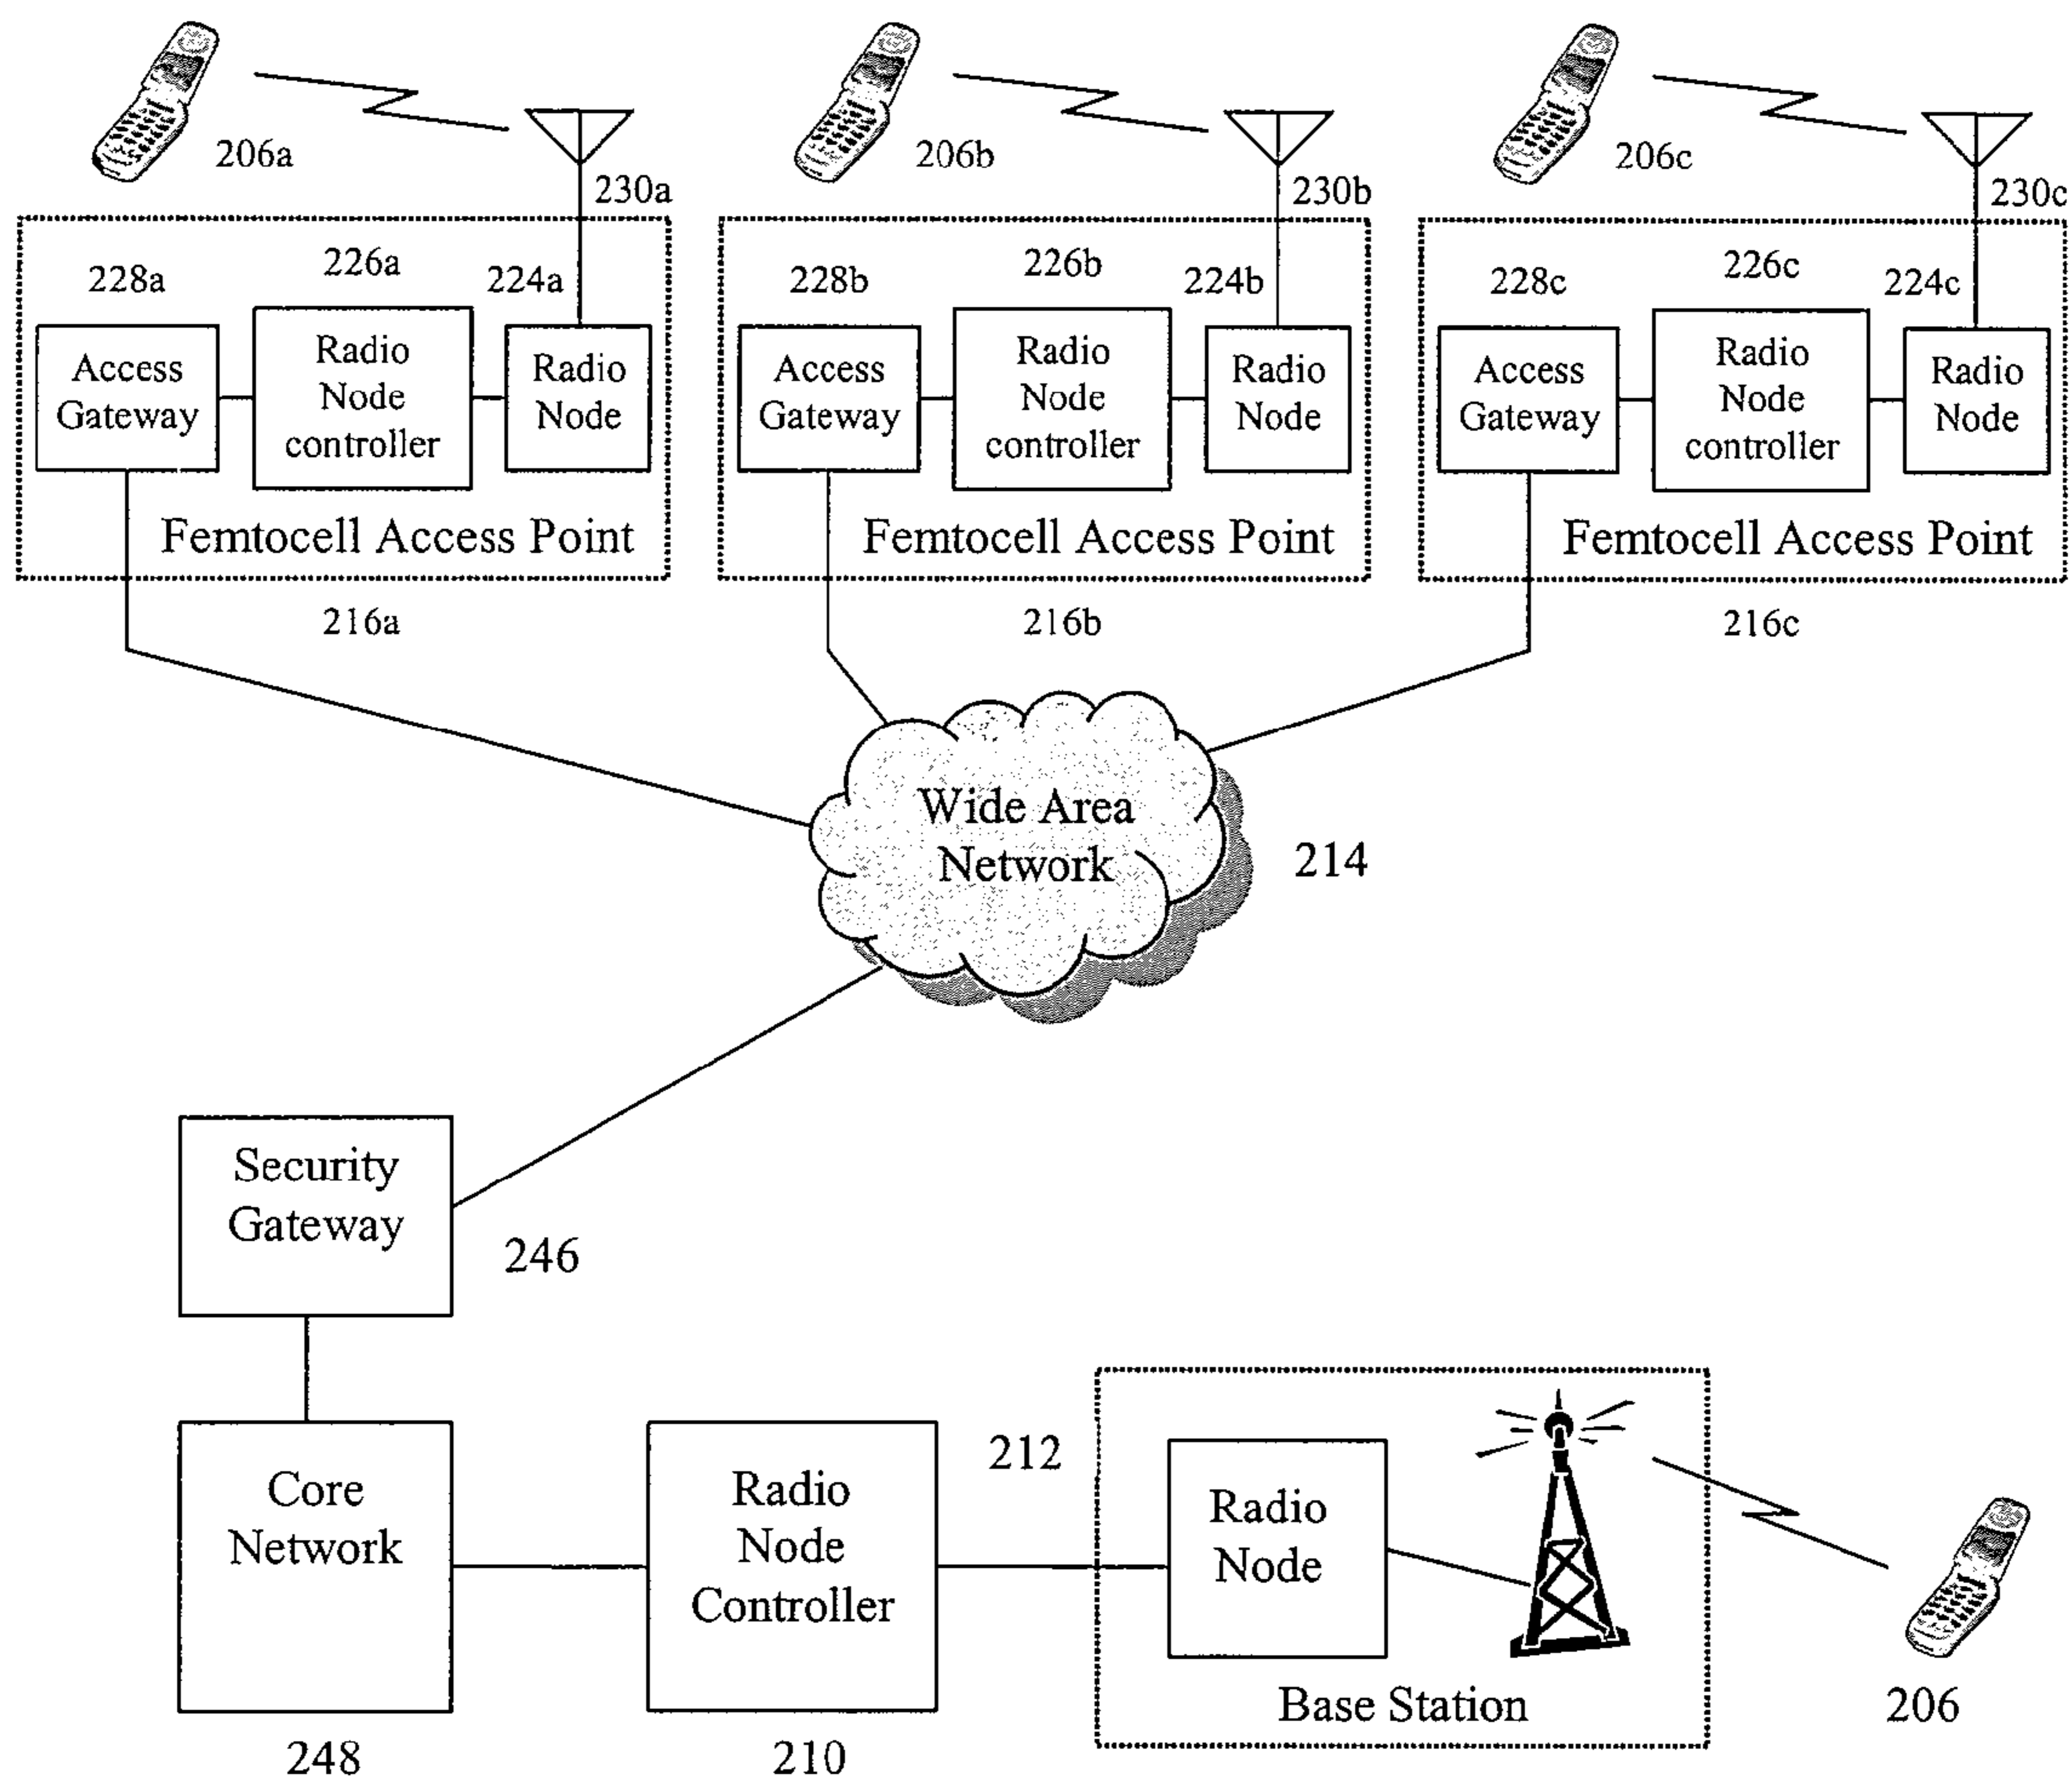 206a
206b
206c
230a
230b
230c
228a
226a
224a
228b
226b
224b
228c
226c
224c
Access
Gateway
Radio
Node
controller
Radio
Node
Access
Gateway
Radio
Node
controller
Radio
Node
Access
Gateway
Radio
Node
controller
Radio
Node
Femtocell Access Point
Femtocell Access Point
Femtocell Access Point
216a
216b
216c
Wide Area
Network
214
Security
Gateway
246
Core
Network
248
Radio
Node
Controller
210
212
Radio
Node
Base Station
206